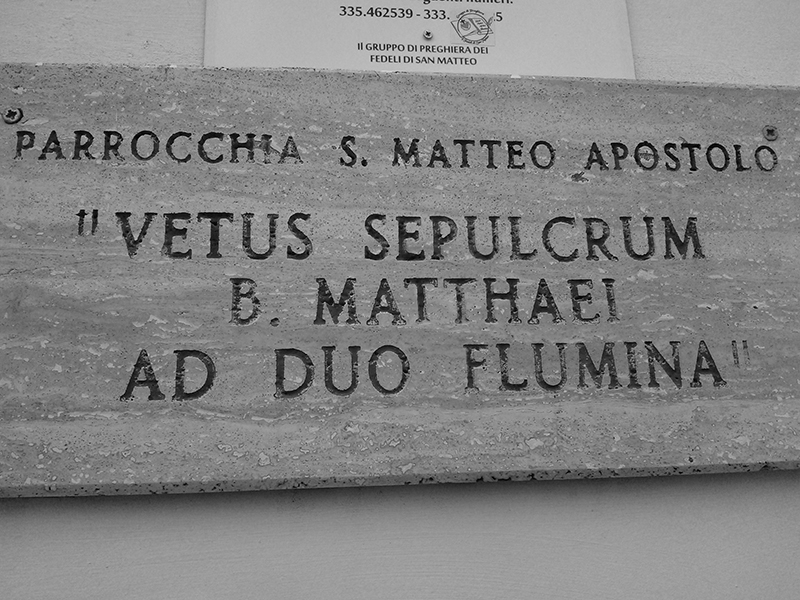 335.462539 - 333.
Il GRUPPO DI PREGHIERA DEI
FEDELI DI SAN MATTEO
PARROCCHIA S. MATTEO APOSTOLO
"VETUS SEPULCRUM
B. MATTHAEI
AD DUO FLUMINA"